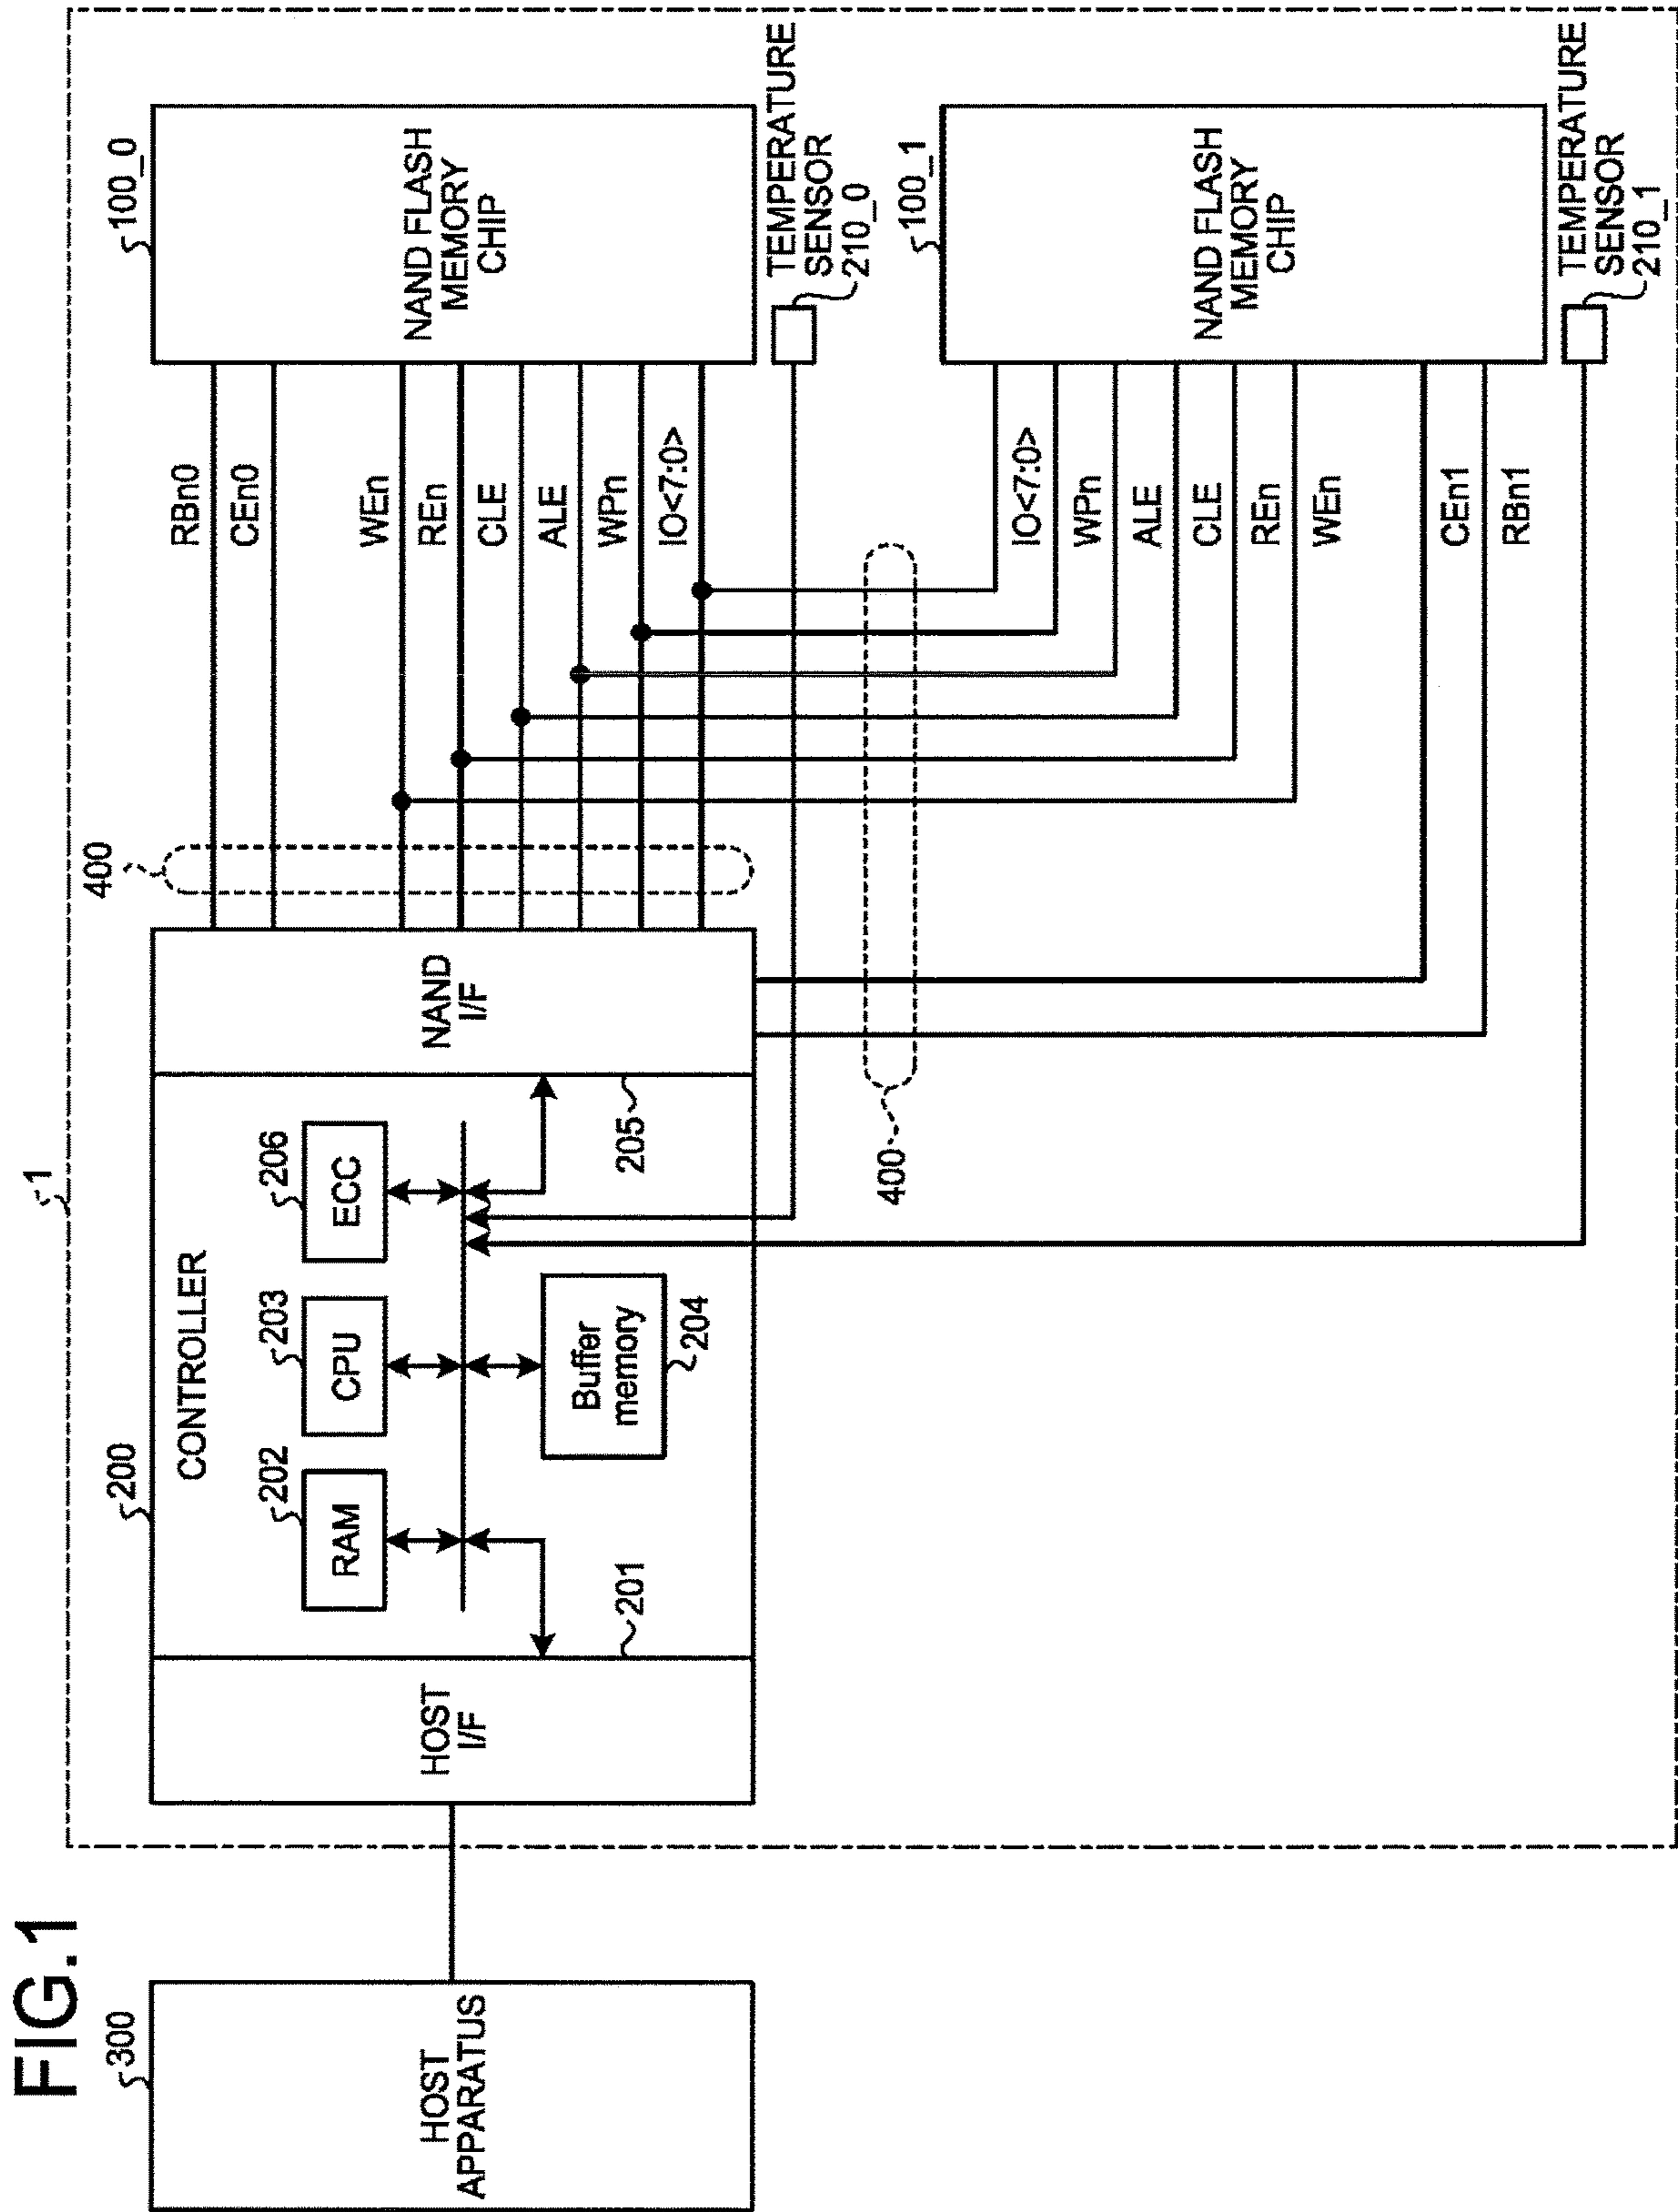 FIG.1
1
300
HOST
APPARATUS
200
CONTROLLER
HOST
I/F
201
RAM
202
CPU
203
ECC
206
Buffer
memory
204
NAND
I/F
205
400
400
RBn0
CEn0
WEn
REn
CLE
ALE
WPn
IO<7:0>
100_0
NAND FLASH
MEMORY
CHIP
TEMPERATURE
SENSOR
210_0
IO<7:0>
WPn
ALE
CLE
REn
WEn
CEn1
RBn1
100_1
NAND FLASH
MEMORY
CHIP
TEMPERATURE
SENSOR
210_1